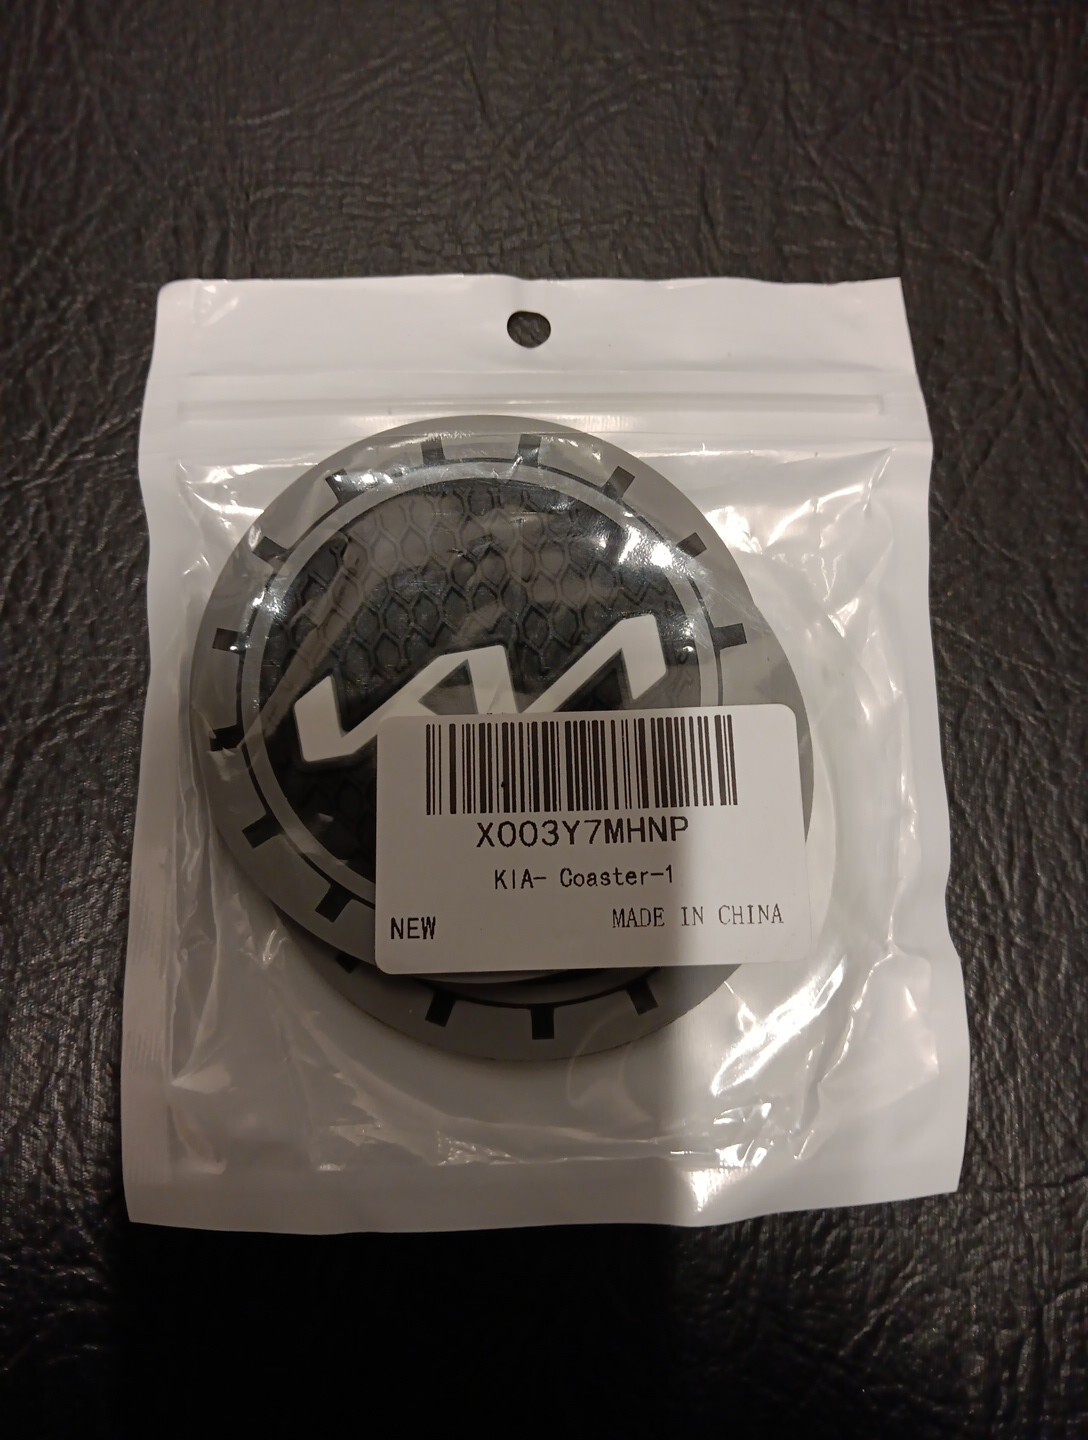 X003Y7MHNP
KIA- Coaster-1
NEW
MADE IN CHINA